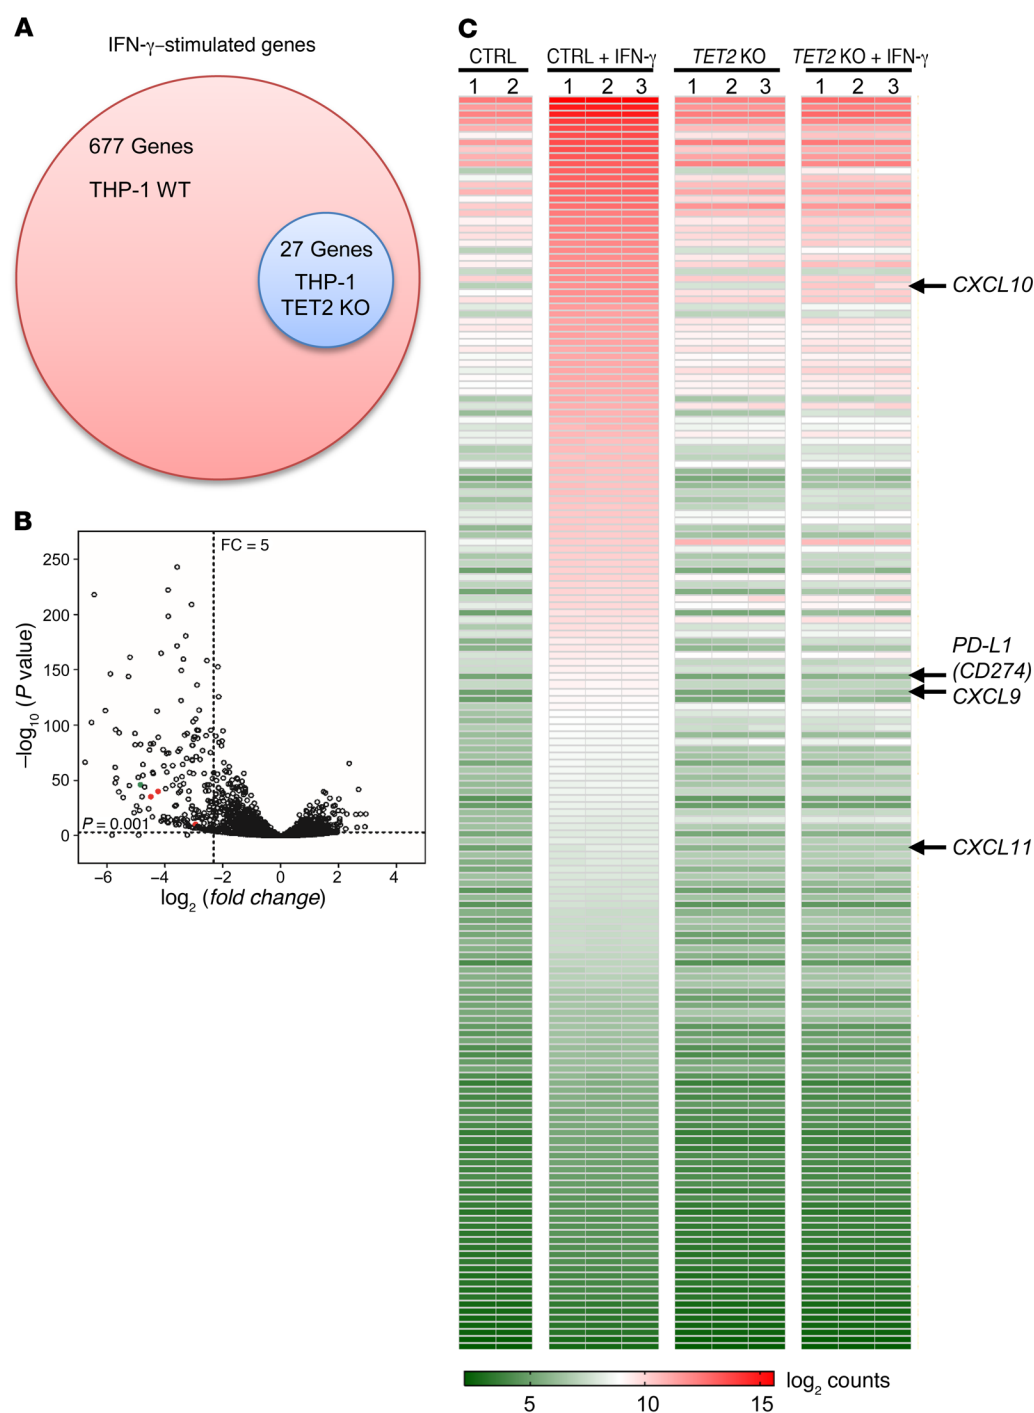 A
IFN-γ–stimulated genes
677 Genes
THP-1 WT
27 Genes
THP-1
TET2 KO
B
FC = 5
P = 0.001
250
200
150
100
50
0
–log10 (P value)
−6 −4 −2 0 2 4
log2 (fold change)
C
CTRL CTRL + IFN-γ TET2 KO TET2 KO + IFN-γ
1 2 1 2 3 1 2 3 1 2 3
CXCL10
PD-L1
(CD274)
CXCL9
CXCL11
5 10 15
log2 counts